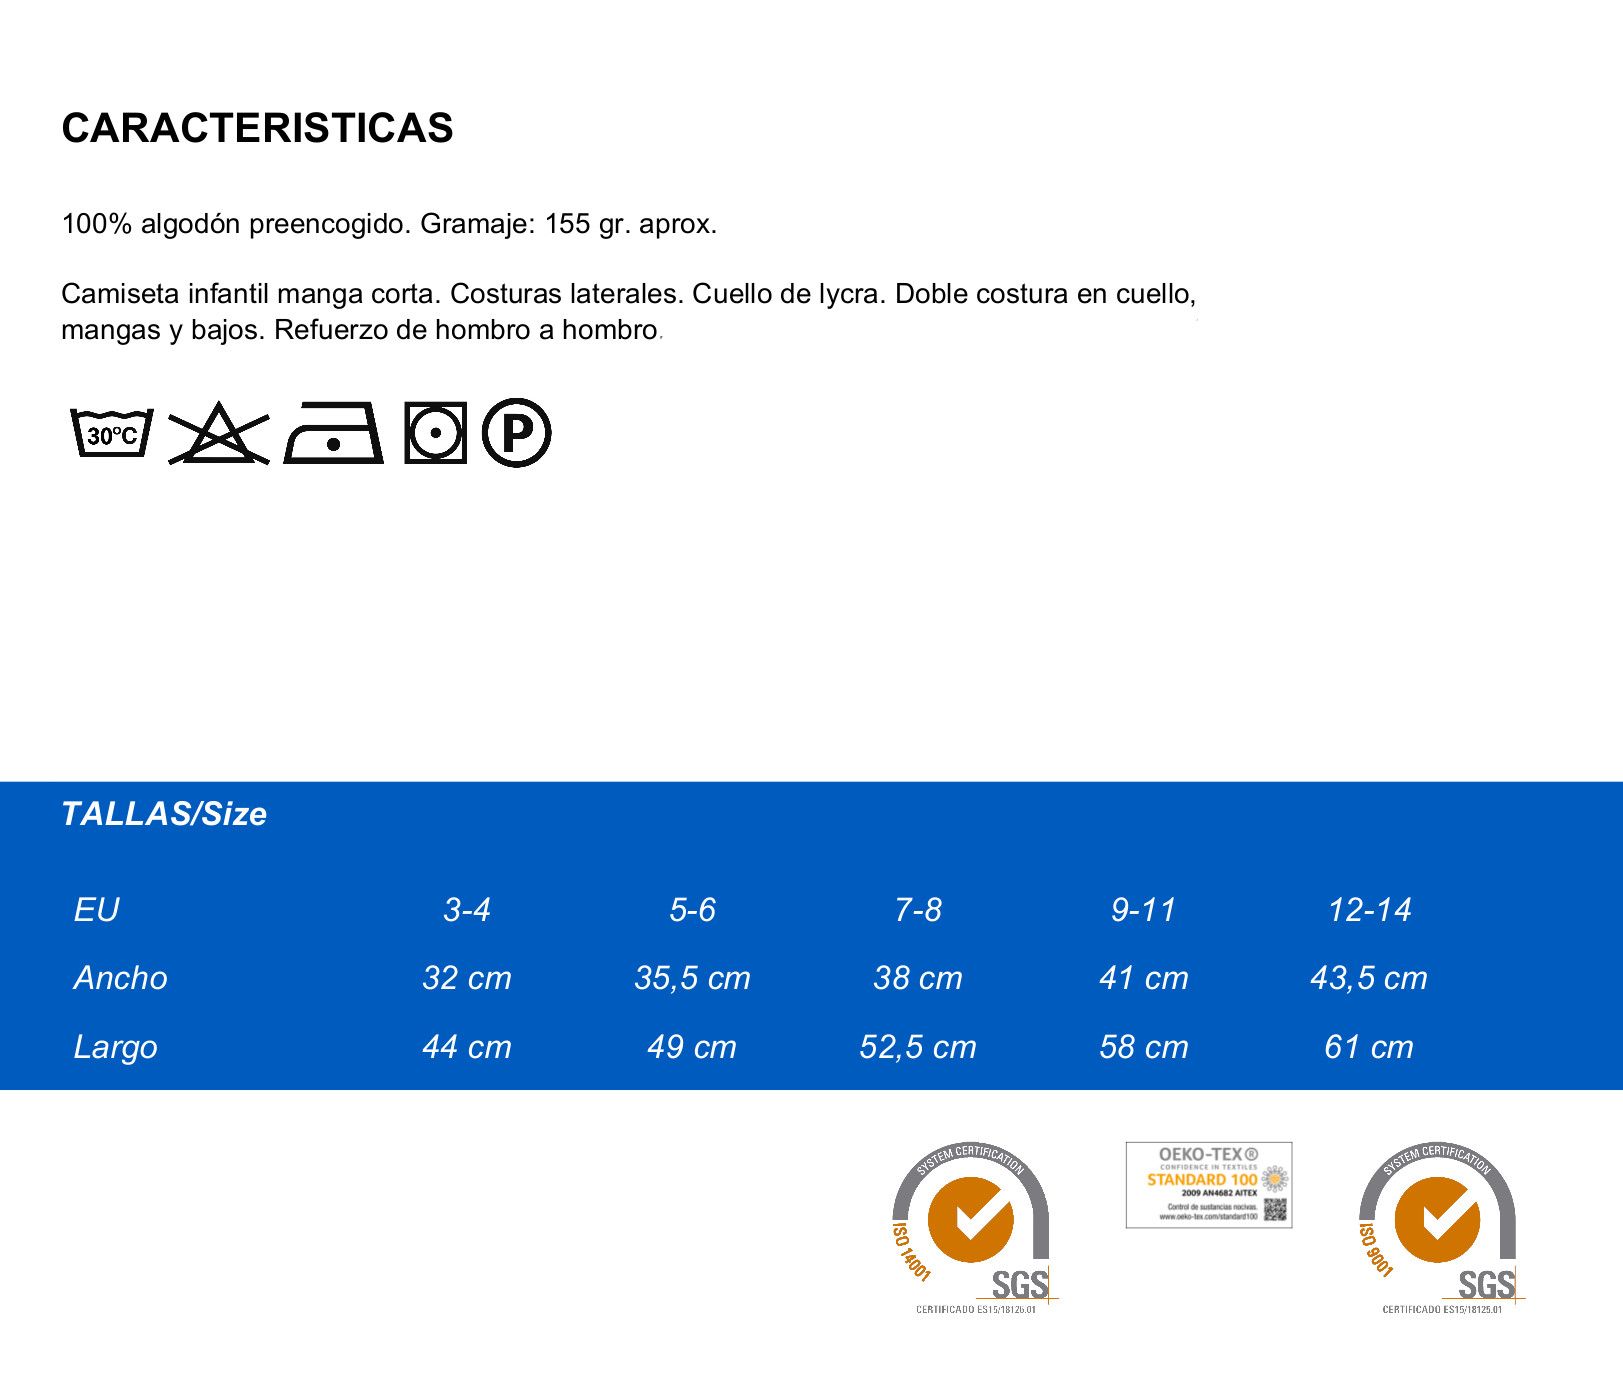 CARACTERISTICAS
100% algodón preencogido. Gramaje: 155 gr. aprox.
Camiseta infantil manga corta. Costuras laterales. Cuello de lycra. Doble costura en cuello,
mangas y bajos. Refuerzo de hombro a hombro.
30ºC P
TALLAS/Size
EU 3-4 5-6 7-8 9-11 12-14
Ancho 32 cm 35,5 cm 38 cm 41 cm 43,5 cm
Largo 44 cm 49 cm 52,5 cm 58 cm 61 cm
SYSTEM CERTIFICATION
ISO 14001
SGS
CERTIFICADO ES15/18126.01
OEKO-TEX®
CONFIDENCE IN TEXTILES
STANDARD 100
2009 AN4682 AITEX
Control de sustancias nocivas.
www.oeko-tex.com/standard100
SYSTEM CERTIFICATION
ISO 9001
SGS
CERTIFICADO ES15/18125.01